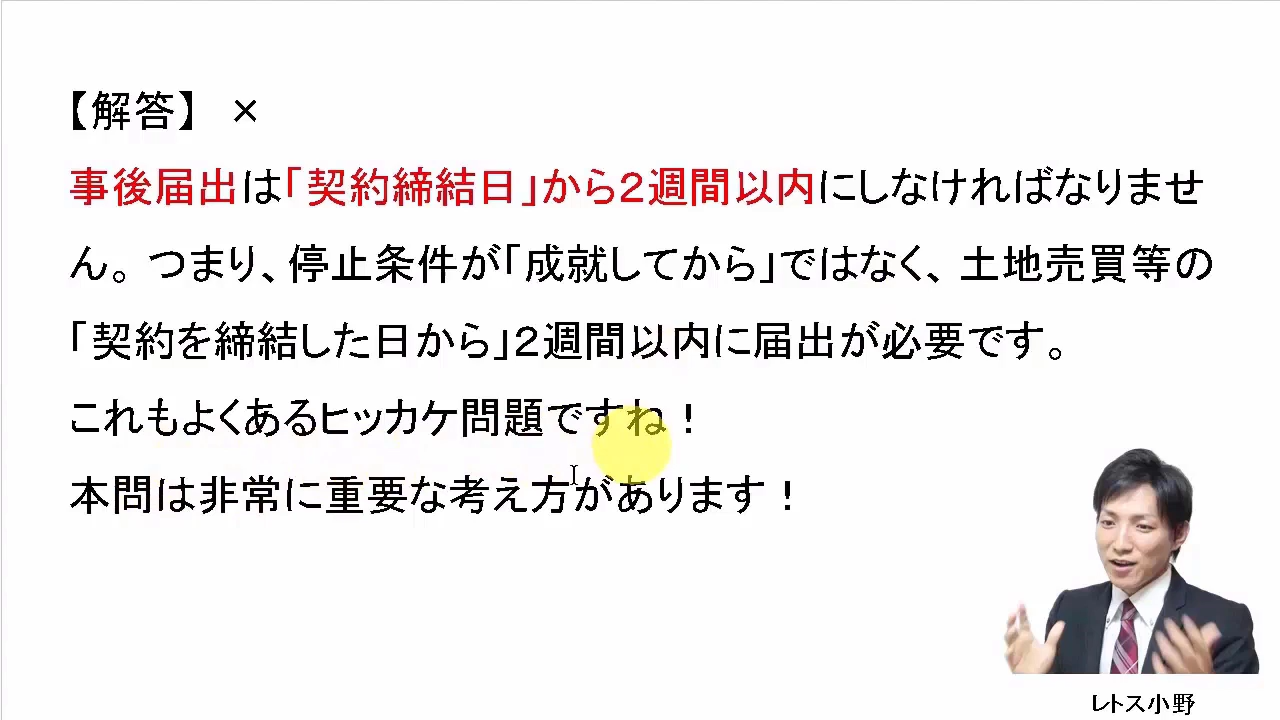 【解答】　×
事後届出は「契約締結日」から２週間以内にしなければなりませ
ん。つまり、停止条件が「成就してから」ではなく、土地売買等の
「契約を締結した日から」２週間以内に届出が必要です。
これもよくあるヒッカケ問題ですね！
本問は非常に重要な考え方があります！
レトス小野